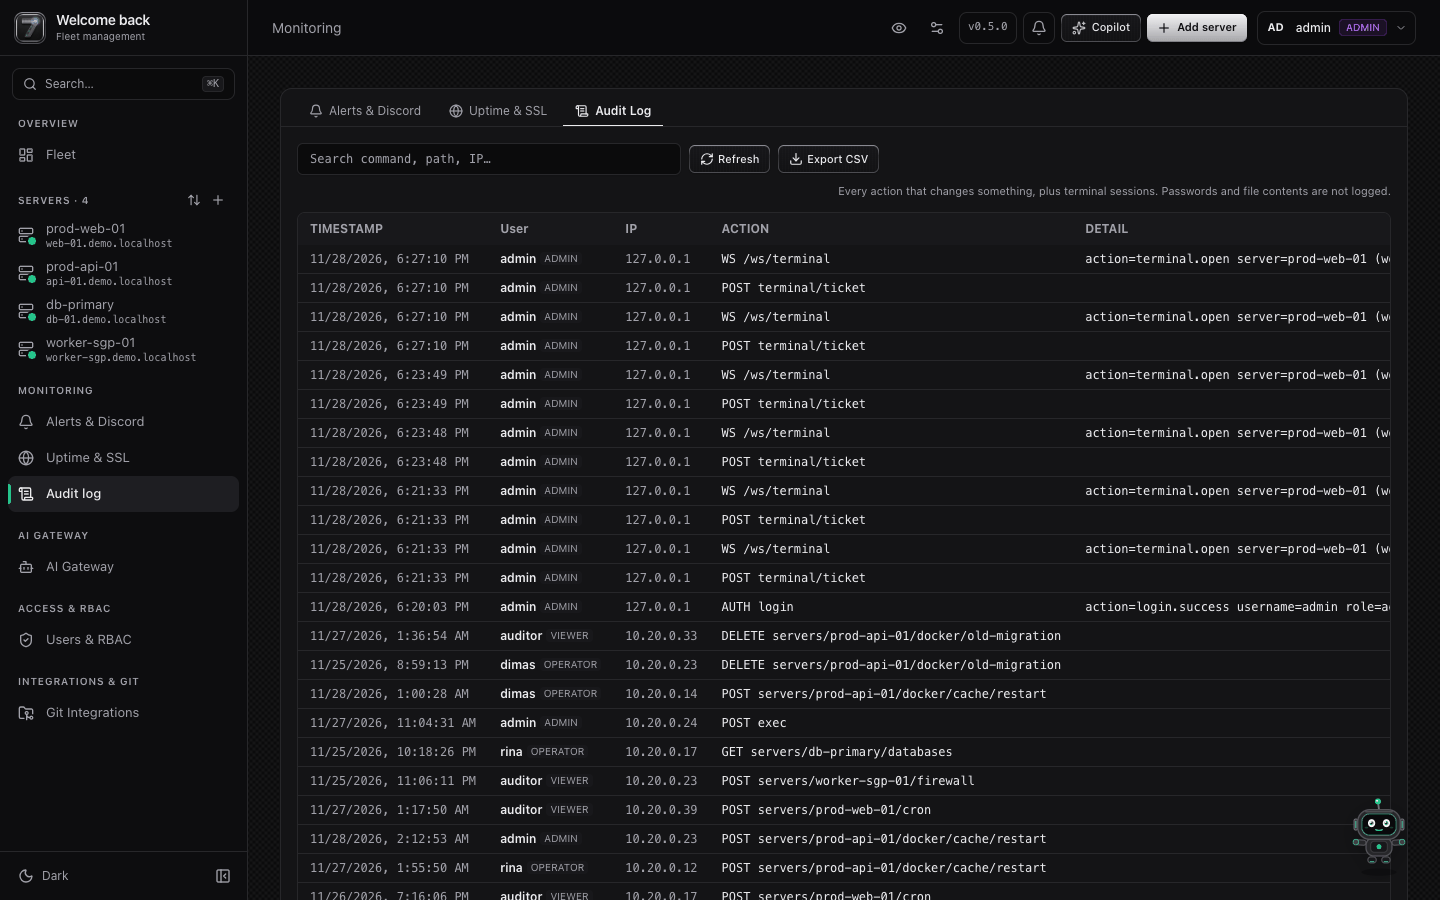 Welcome back
Fleet management
Search...
⌘K
OVERVIEW
Fleet
SERVERS · 4
prod-web-01
web-01.demo.localhost
prod-api-01
api-01.demo.localhost
db-primary
db-01.demo.localhost
worker-sgp-01
worker-sgp.demo.localhost
MONITORING
Alerts & Discord
Uptime & SSL
Audit log
AI GATEWAY
AI Gateway
ACCESS & RBAC
Users & RBAC
INTEGRATIONS & GIT
Git Integrations
Dark
Monitoring
v0.5.0
Copilot
Add server
AD admin ADMIN
Alerts & Discord Uptime & SSL Audit Log
Search command, path, IP…
Refresh
Export CSV
Every action that changes something, plus terminal sessions. Passwords and file contents are not logged.
TIMESTAMP User IP ACTION DETAIL
11/28/2026, 6:27:10 PM admin ADMIN 127.0.0.1 WS /ws/terminal action=terminal.open server=prod-web-01 (w
11/28/2026, 6:27:10 PM admin ADMIN 127.0.0.1 POST terminal/ticket
11/28/2026, 6:27:10 PM admin ADMIN 127.0.0.1 WS /ws/terminal action=terminal.open server=prod-web-01 (w
11/28/2026, 6:27:10 PM admin ADMIN 127.0.0.1 POST terminal/ticket
11/28/2026, 6:23:49 PM admin ADMIN 127.0.0.1 WS /ws/terminal action=terminal.open server=prod-web-01 (w
11/28/2026, 6:23:49 PM admin ADMIN 127.0.0.1 POST terminal/ticket
11/28/2026, 6:23:48 PM admin ADMIN 127.0.0.1 WS /ws/terminal action=terminal.open server=prod-web-01 (w
11/28/2026, 6:23:48 PM admin ADMIN 127.0.0.1 POST terminal/ticket
11/28/2026, 6:21:33 PM admin ADMIN 127.0.0.1 WS /ws/terminal action=terminal.open server=prod-web-01 (w
11/28/2026, 6:21:33 PM admin ADMIN 127.0.0.1 POST terminal/ticket
11/28/2026, 6:21:33 PM admin ADMIN 127.0.0.1 WS /ws/terminal action=terminal.open server=prod-web-01 (w
11/28/2026, 6:21:33 PM admin ADMIN 127.0.0.1 POST terminal/ticket
11/28/2026, 6:20:03 PM admin ADMIN 127.0.0.1 AUTH login action=login.success username=admin role=a
11/27/2026, 1:36:54 AM auditor VIEWER 10.20.0.33 DELETE servers/prod-api-01/docker/old-migration
11/25/2026, 8:59:13 PM dimas OPERATOR 10.20.0.23 DELETE servers/prod-api-01/docker/old-migration
11/28/2026, 1:00:28 AM dimas OPERATOR 10.20.0.14 POST servers/prod-api-01/docker/cache/restart
11/27/2026, 11:04:31 AM admin ADMIN 10.20.0.24 POST exec
11/25/2026, 10:18:26 PM rina OPERATOR 10.20.0.17 GET servers/db-primary/databases
11/25/2026, 11:06:11 PM auditor VIEWER 10.20.0.23 POST servers/worker-sgp-01/firewall
11/27/2026, 1:17:50 AM auditor VIEWER 10.20.0.39 POST servers/prod-web-01/cron
11/28/2026, 2:12:53 AM admin ADMIN 10.20.0.23 POST servers/prod-api-01/docker/cache/restart
11/27/2026, 1:55:50 AM rina OPERATOR 10.20.0.12 POST servers/prod-api-01/docker/cache/restart
11/26/2026, 7:16:06 PM auditor VIEWER 10.20.0.17 POST servers/prod-web-01/cron